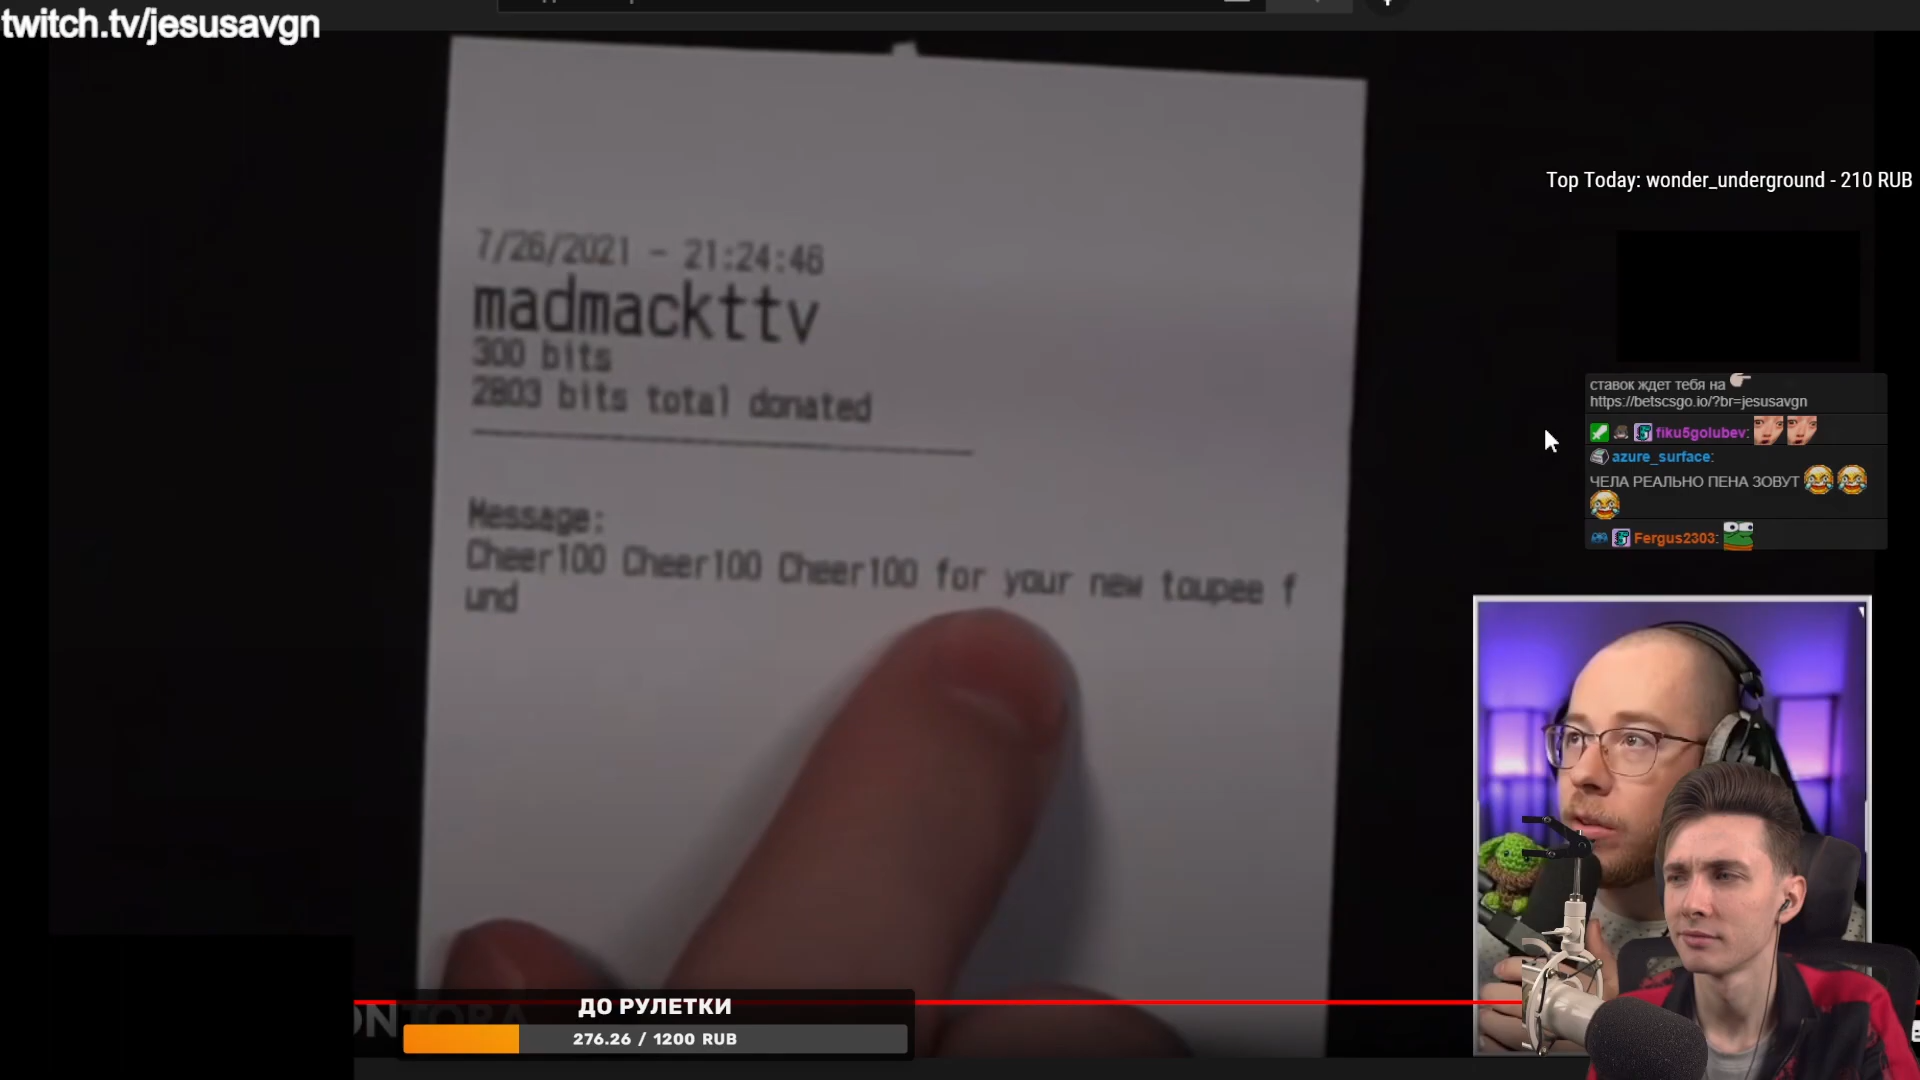 twitch.tv/jesusavgn
Top Today: wonder_underground - 210 RUB
7/26/2021 - 21:24:46
madmackttv
300 bits
2803 bits total donated
Message:
Cheer100 Cheer100 Cheer100 for your new toupee f
und
ставок ждет тебя на
https://betscsgo.io/?br=jesusavgn
fiku5golubev:
azure_surface:
ЧЕЛА РЕАЛЬНО ПЕНА ЗОВУТ
Fergus2303:
ДО РУЛЕТКИ
276.26 / 1200 RUB